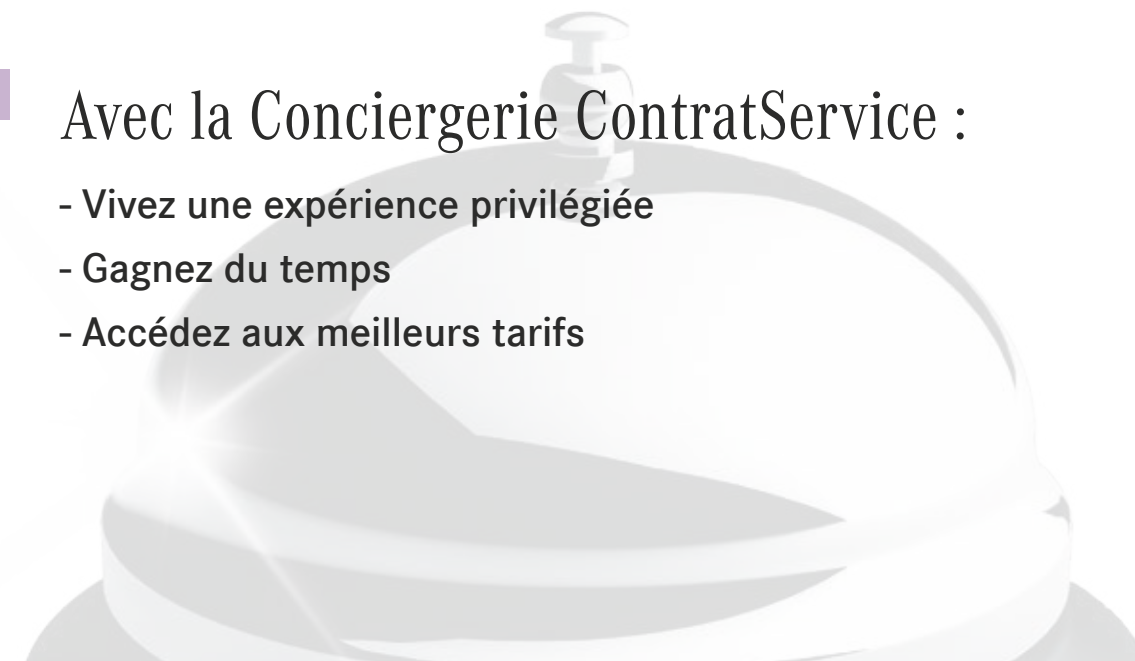 Avec la Conciergerie ContratService :
- Vivez une expérience privilégiée
- Gagnez du temps
- Accédez aux meilleurs tarifs